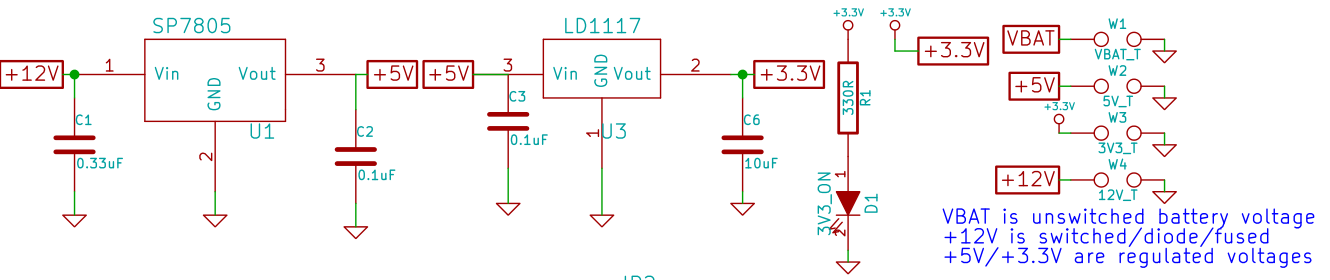 SP7805
+12V
1
Vin
Vout
GND
3
+5V
U1
2
C1
0.33uF
C2
0.1uF
LD1117
+5V
3
Vin
GND
Vout
2
+3.3V
1
U3
C3
0.1uF
C6
10uF
+3.3V
330R
R1
1
3V3_ON
D1
2
+3.3V
+3.3V
VBAT
W1
VBAT_T
+5V
W2
5V_T
+3.3V
W3
3V3_T
+12V
W4
12V_T
VBAT is unswitched battery voltage
+12V is switched/diode/fused
+5V/+3.3V are regulated voltages